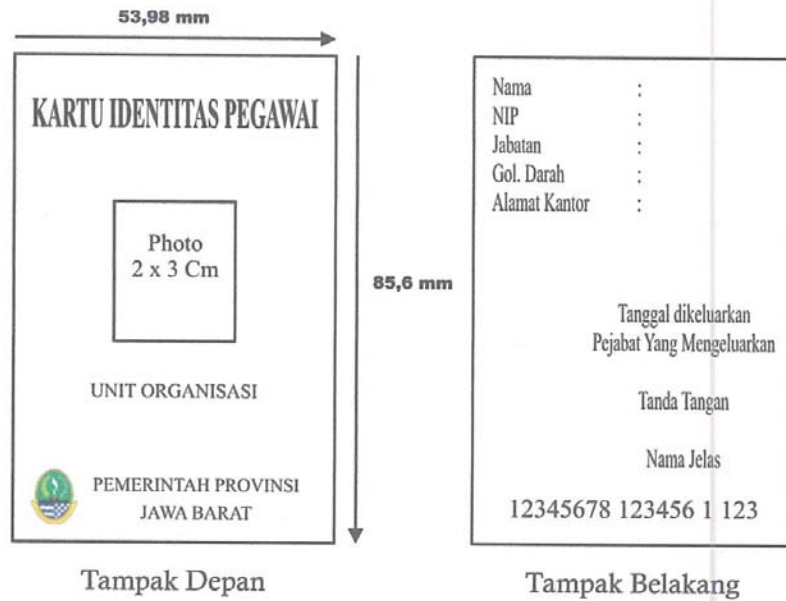 53,98 mm
KARTU IDENTITAS PEGAWAI
Photo
2 x 3 Cm
85,6 mm
UNIT ORGANISASI
PEMERINTAH PROVINSI
JAWA BARAT
Tampak Depan
Nama :
NIP :
Jabatan :
Gol. Darah :
Alamat Kantor :
Tanggal dikeluarkan
Pejabat Yang Mengeluarkan
Tanda Tangan
Nama Jelas
12345678 123456 1 123
Tampak Belakang